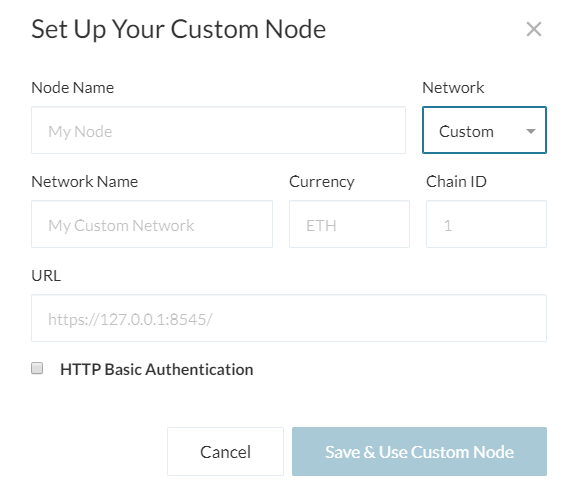 Set Up Your Custom Node
Node Name Network
My Node Custom
Network Name Currency Chain ID
My Custom Network ETH 1
URL
https://127.0.0.1:8545/
HTTP Basic Authentication
Cancel Save & Use Custom Node